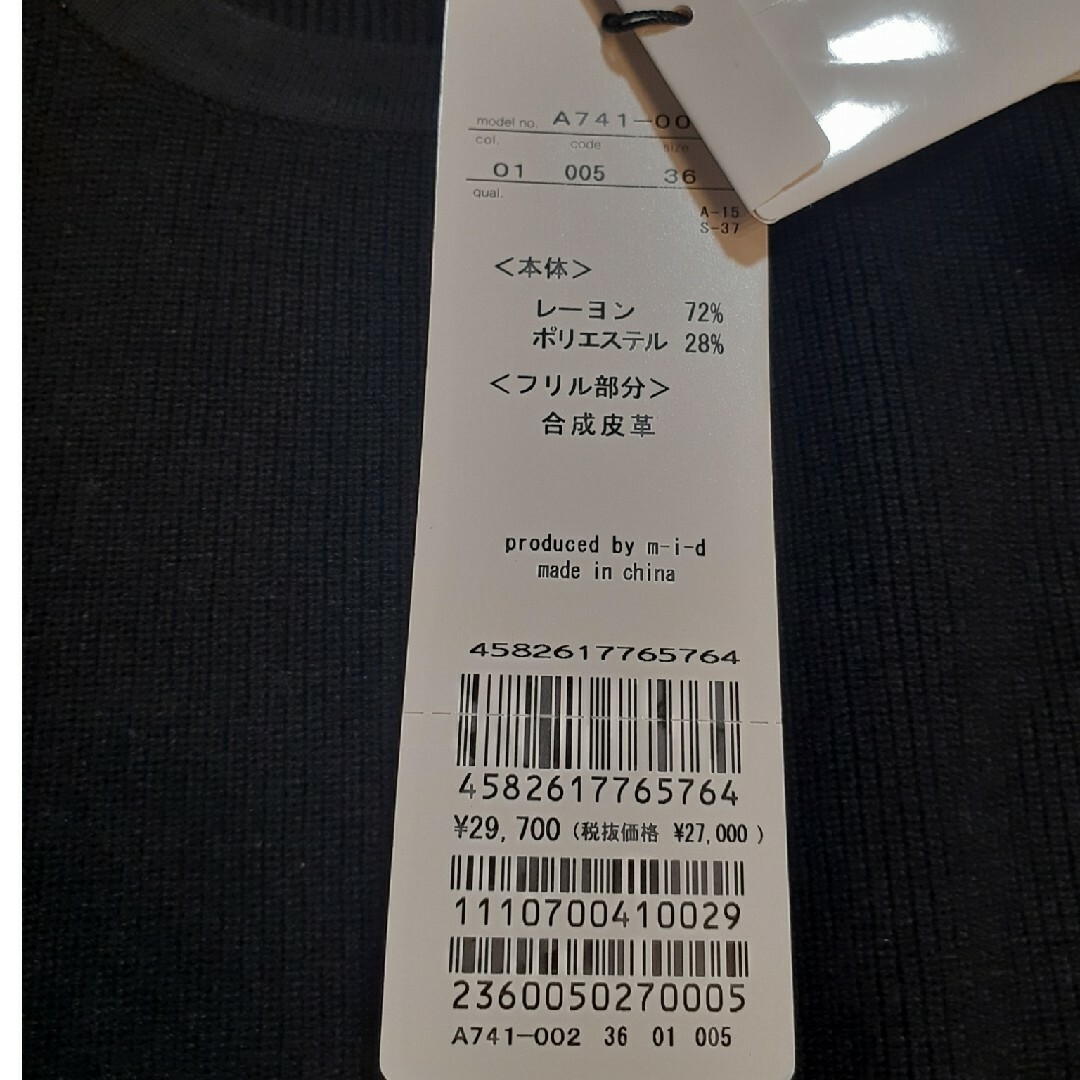 model no. A741-00
col. code size
01 005 36
qual.
A-15
S-37
＜本体＞
レーヨン 72%
ポリエステル 28%
＜フリル部分＞
合成皮革
produced by m-i-d
made in china
4582617765764
4582617765764
¥29,700（税抜価格 ¥27,000）
1110700410029
2360050270005
A741-002 36 01 005